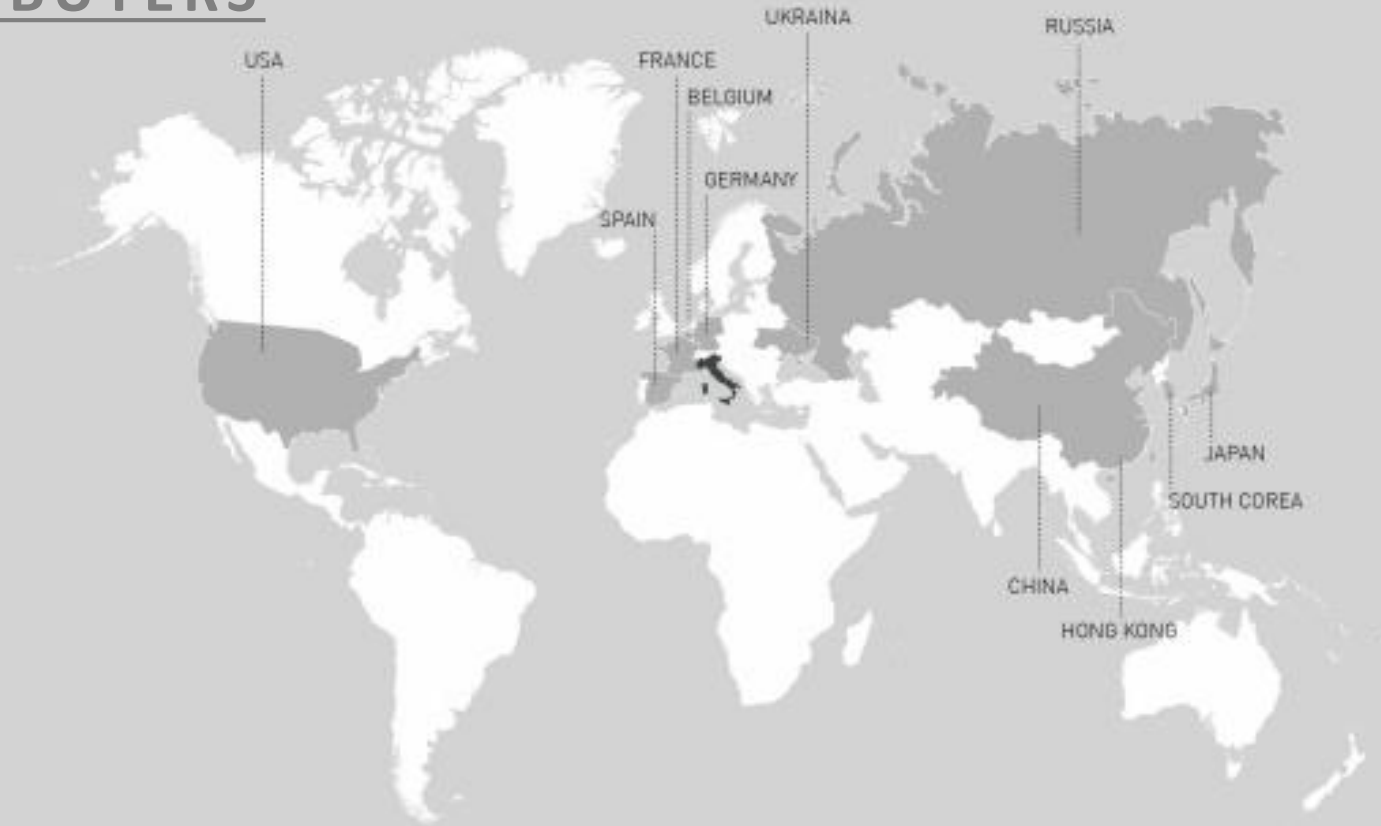 BUYERS
UKRAINA
RUSSIA
USA
FRANCE
BELGIUM
GERMANY
SPAIN
JAPAN
SOUTH COREA
CHINA
HONG KONG